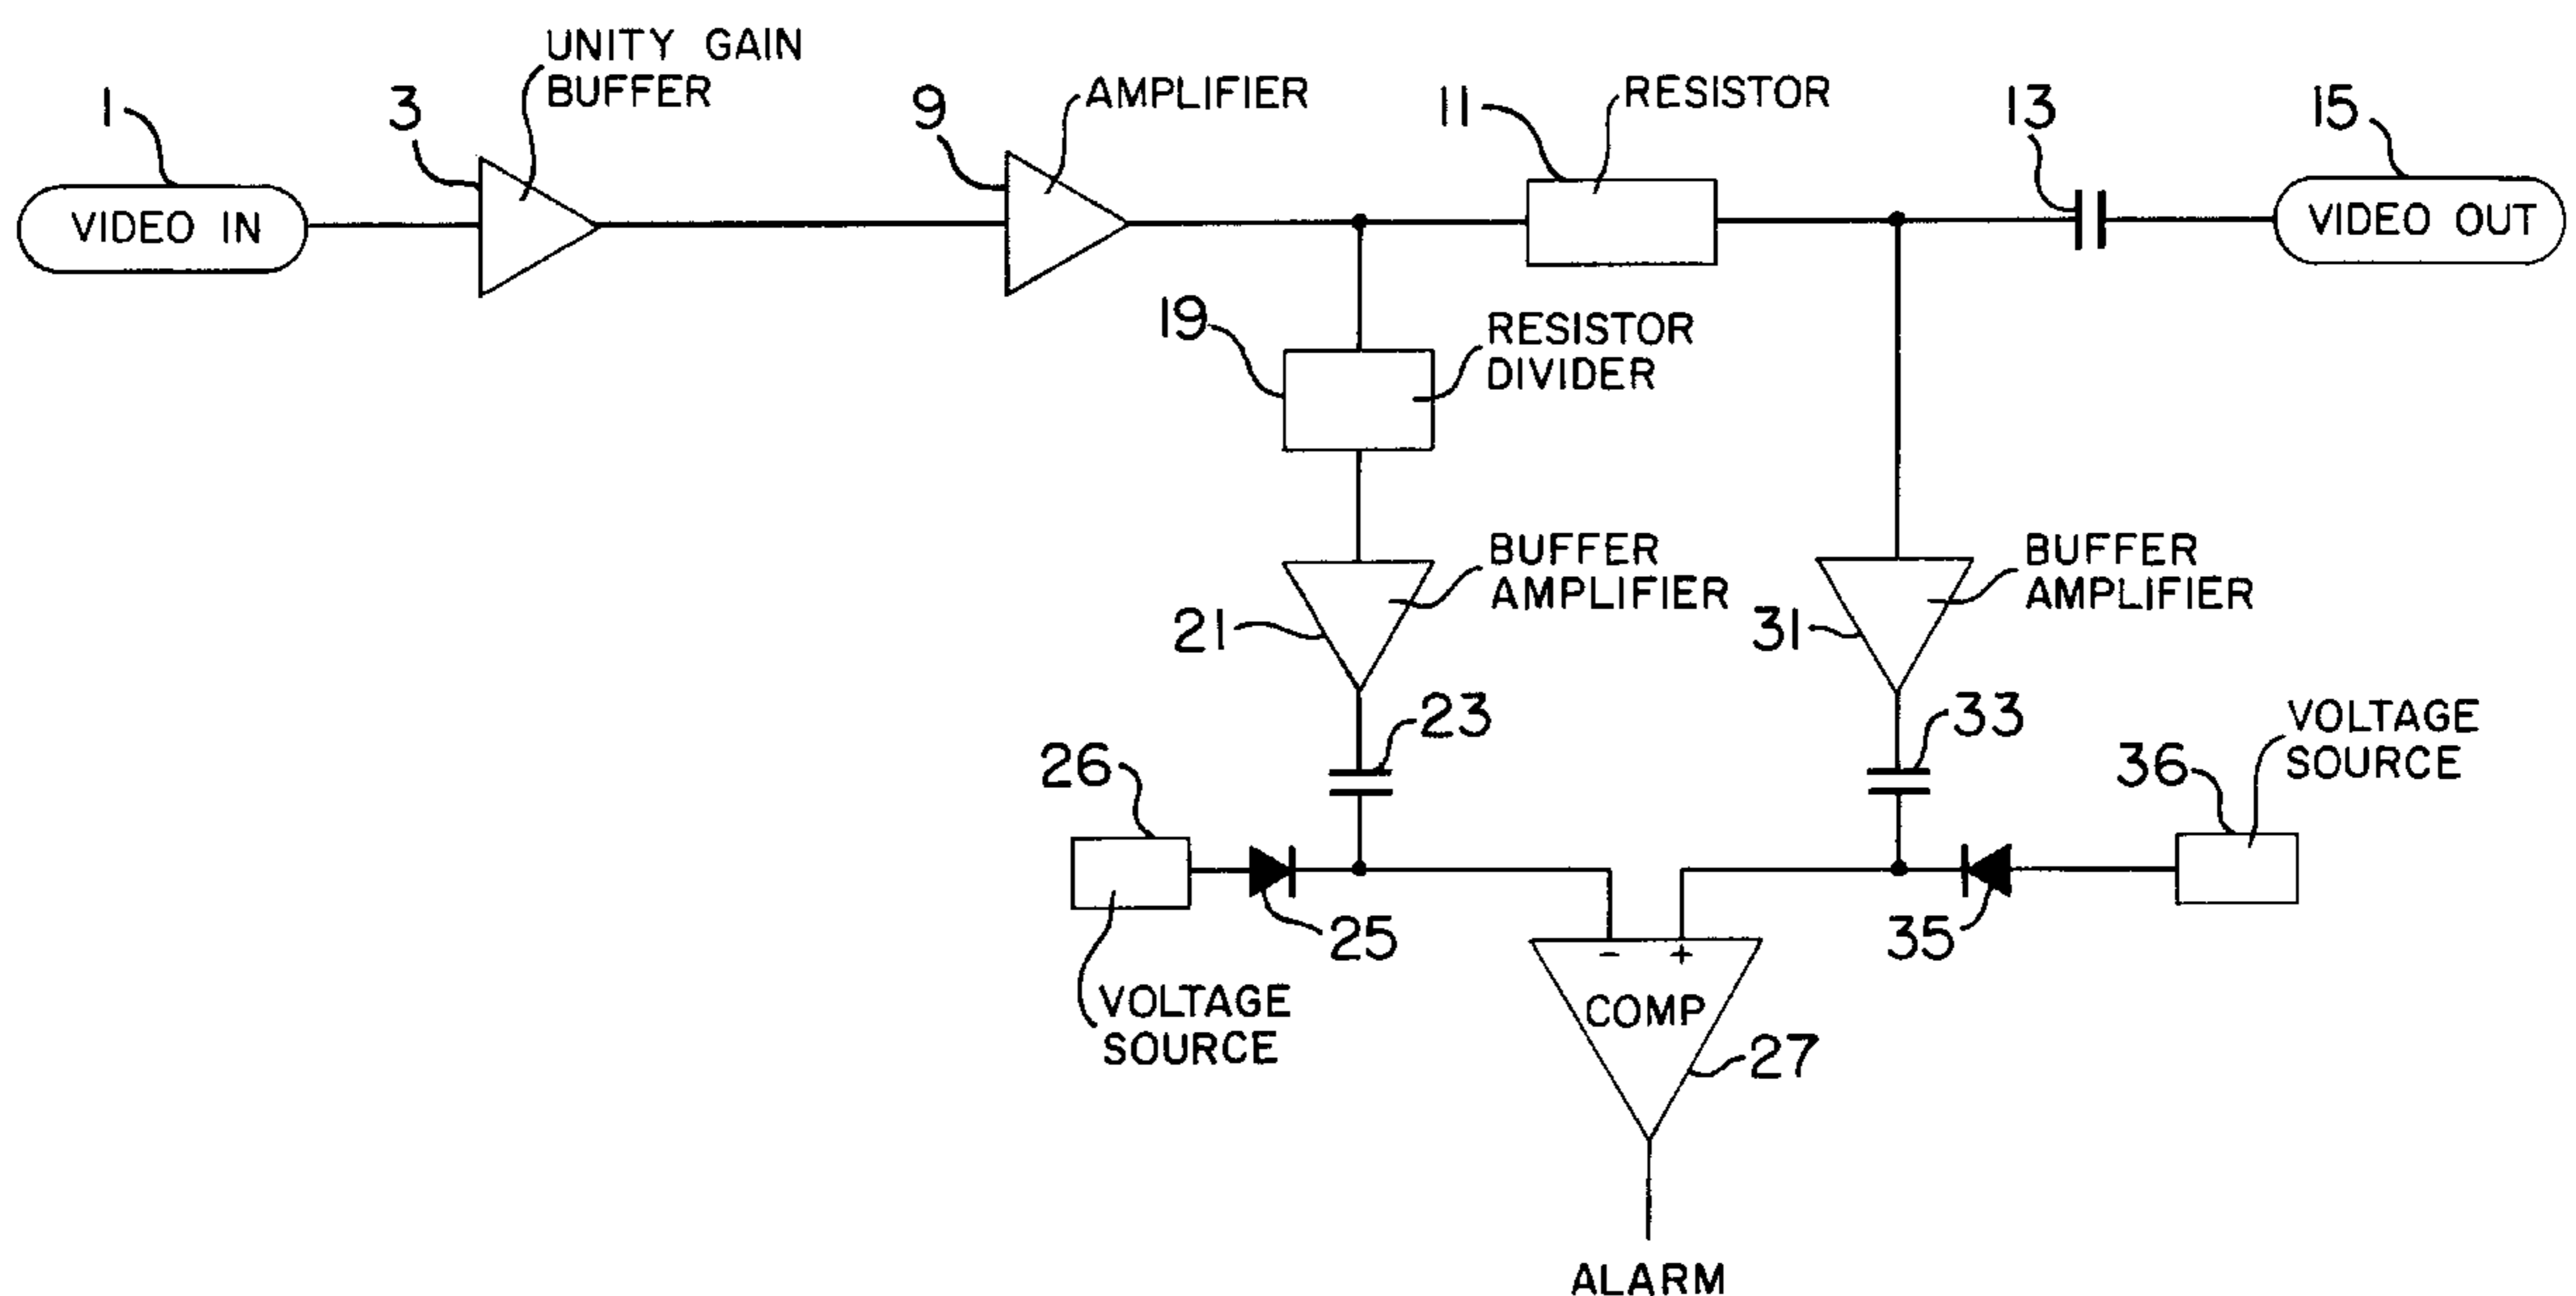 UNITY GAIN
BUFFER
1
3
9
AMPLIFIER
11
RESISTOR
13
15
VIDEO IN
VIDEO OUT
19
RESISTOR
DIVIDER
BUFFER
AMPLIFIER
21
BUFFER
AMPLIFIER
31
23
33
VOLTAGE
SOURCE
26
36
25
35
- +
COMP
VOLTAGE
SOURCE
27
ALARM